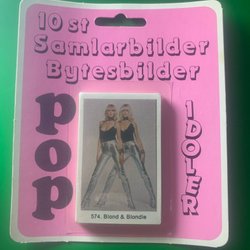 10 st
Samlarbilder
Bytesbilder
pop
IDOLER
574. Blond & Blondie